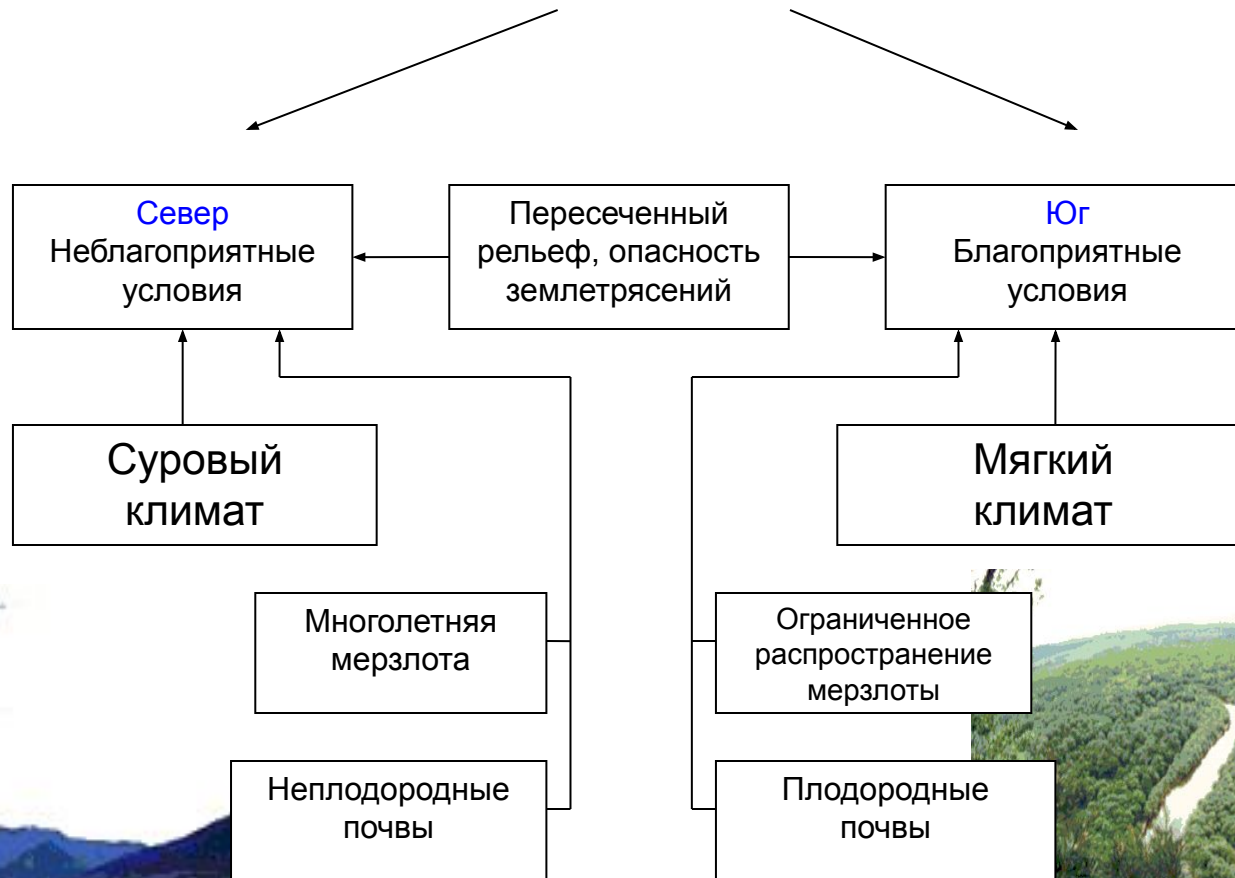 Север
Неблагоприятные
условия
Пересеченный
рельеф, опасность
землетрясений
Юг
Благоприятные
условия
Суровый
климат
Мягкий
климат
Многолетняя
мерзлота
Ограниченное
распространение
мерзлоты
Неплодородные
почвы
Плодородные
почвы